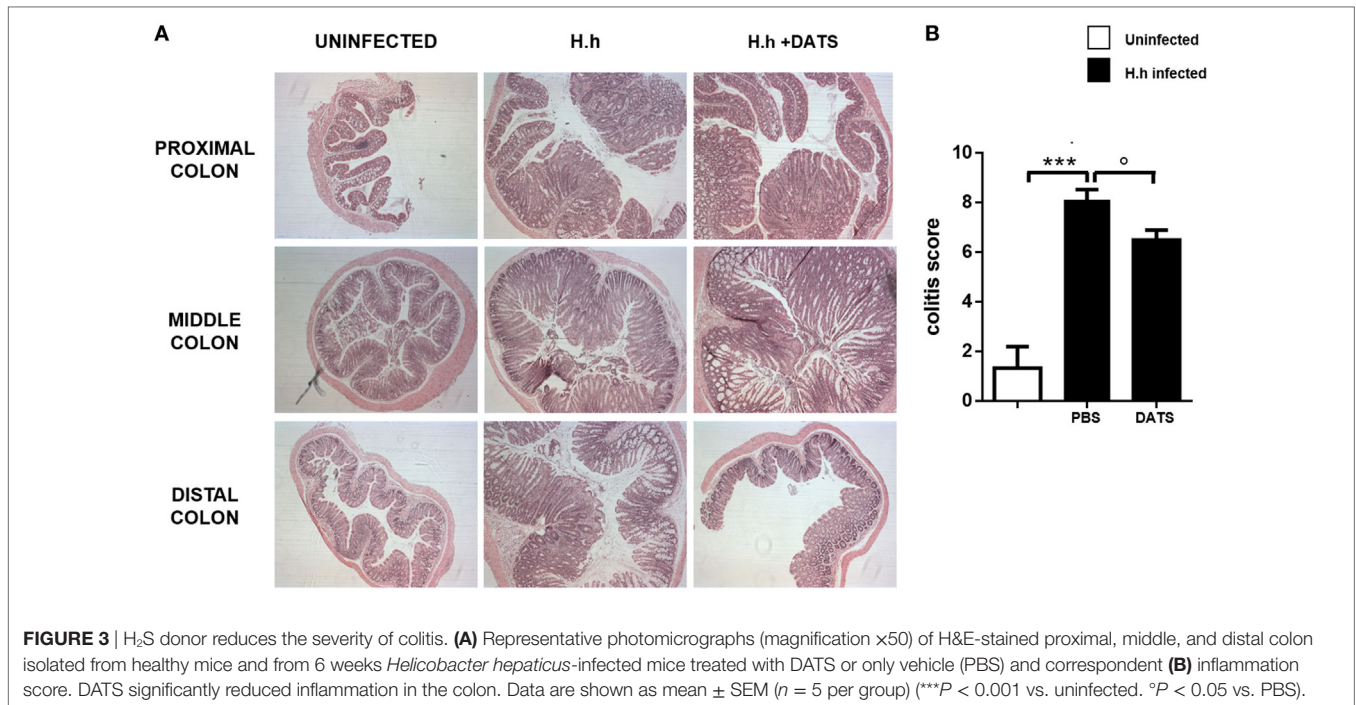 A
UNINFECTED
H.h
H.h +DATS
PROXIMAL
COLON
MIDDLE
COLON
DISTAL
COLON
B
Uninfected
H.h infected
colitis score
10
8
6
4
2
0
***
°
PBS
DATS
FIGURE 3 | H₂S donor reduces the severity of colitis. (A) Representative photomicrographs (magnification ×50) of H&E-stained proximal, middle, and distal colon
isolated from healthy mice and from 6 weeks Helicobacter hepaticus-infected mice treated with DATS or only vehicle (PBS) and correspondent (B) inflammation
score. DATS significantly reduced inflammation in the colon. Data are shown as mean ± SEM (n = 5 per group) (***P < 0.001 vs. uninfected. °P < 0.05 vs. PBS).